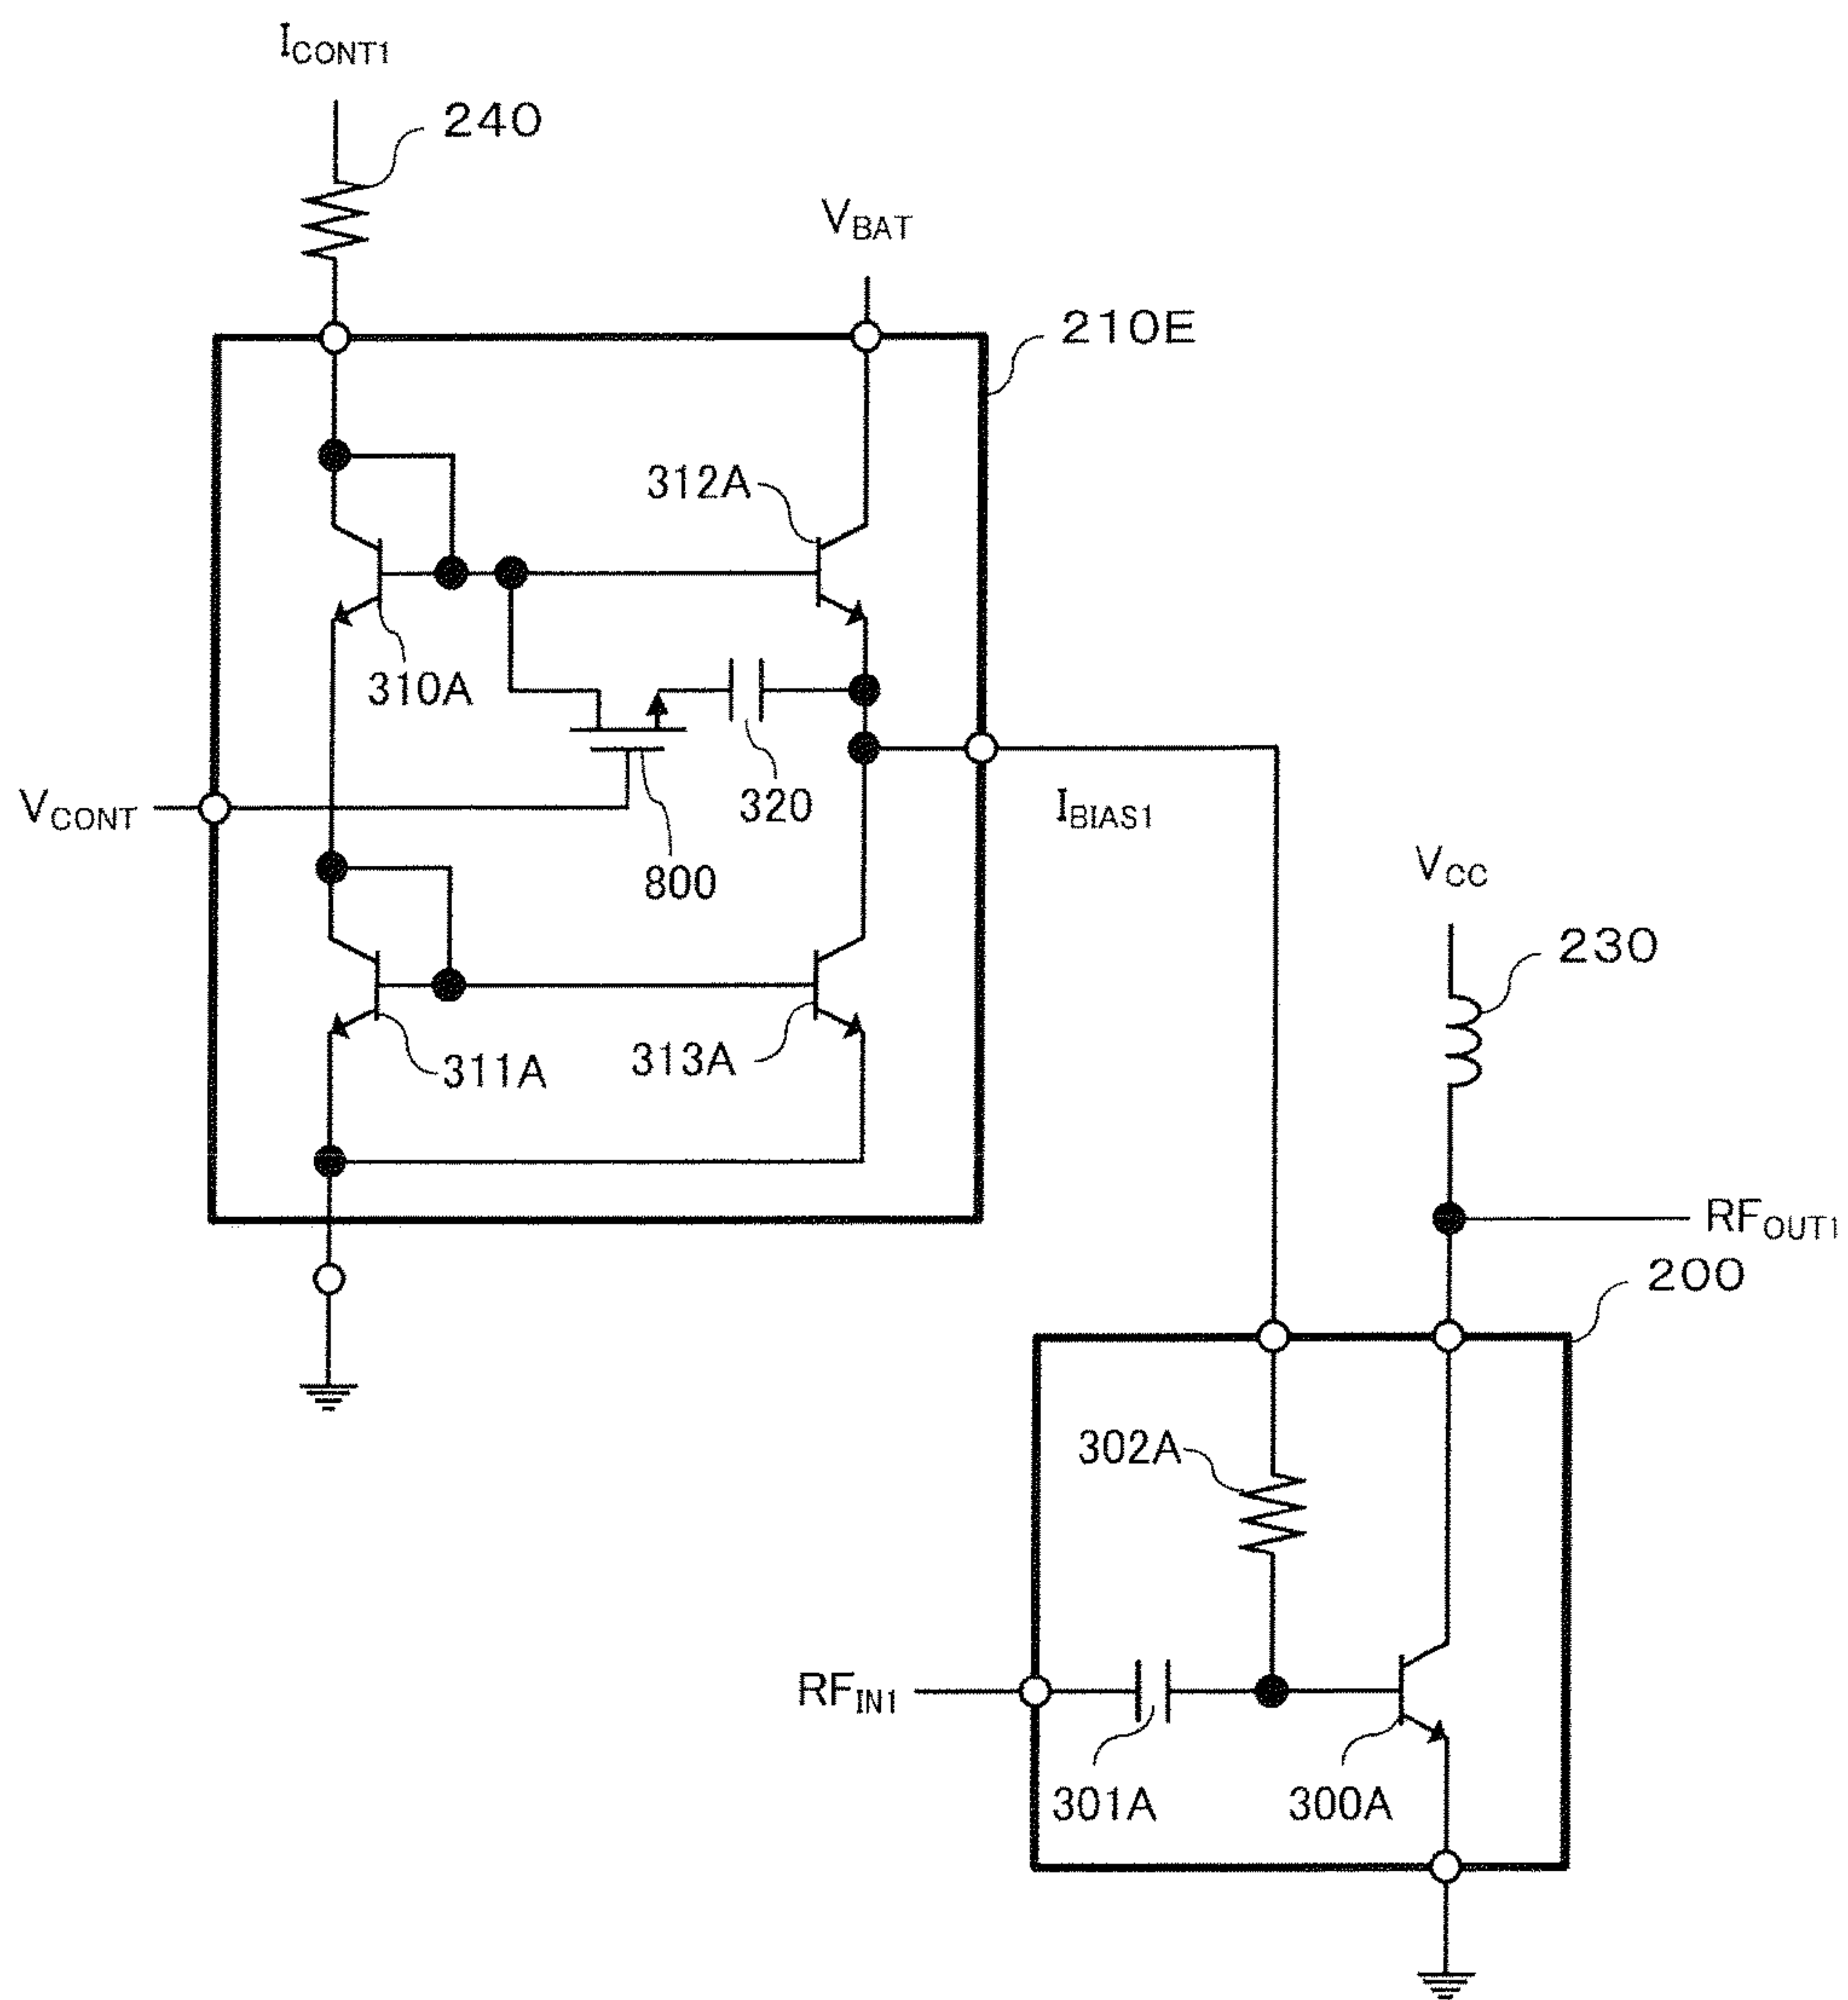 ICONT1
240
VBAT
210E
312A
310A
320
VCONT
800
IBIAS1
VCC
230
311A
313A
RFOUT1
200
302A
RFIN1
301A
300A